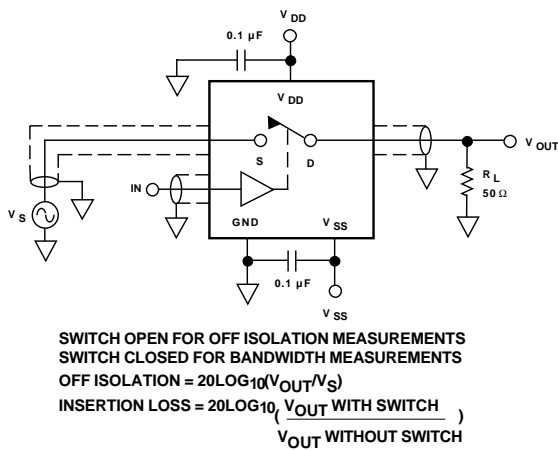 V DD
0.1 µF
V DD
S
D
V OUT
IN
R L
50 Ω
V S
GND
V SS
0.1 µF
V SS
SWITCH OPEN FOR OFF ISOLATION MEASUREMENTS
SWITCH CLOSED FOR BANDWIDTH MEASUREMENTS
OFF ISOLATION = 20LOG10(VOUT/VS)
INSERTION LOSS = 20LOG10( VOUT WITH SWITCH )
VOUT WITHOUT SWITCH